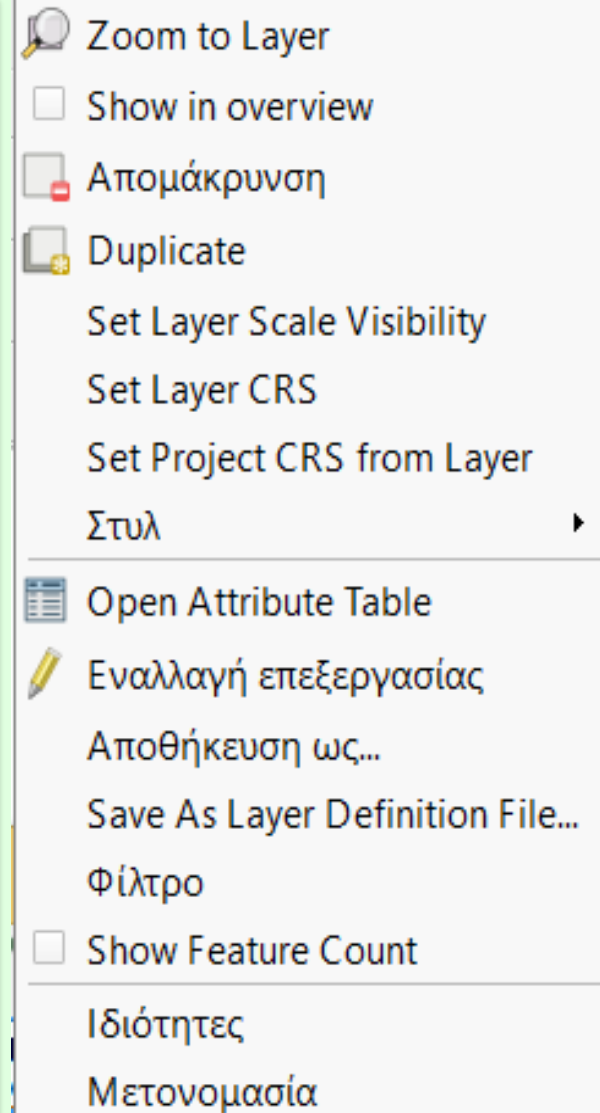 Zoom to Layer
Show in overview
Απομάκρυνση
Duplicate
Set Layer Scale Visibility
Set Layer CRS
Set Project CRS from Layer
Στυλ
Open Attribute Table
Εναλλαγή επεξεργασίας
Αποθήκευση ως...
Save As Layer Definition File...
Φίλτρο
Show Feature Count
Ιδιότητες
Μετονομασία